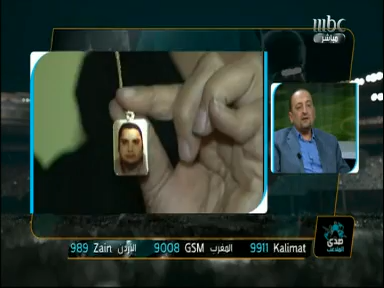 mbc
مباشر
989 Zain الأردن 9008 GSM المغرب 9911 Kalimat
صدى
الملاعب